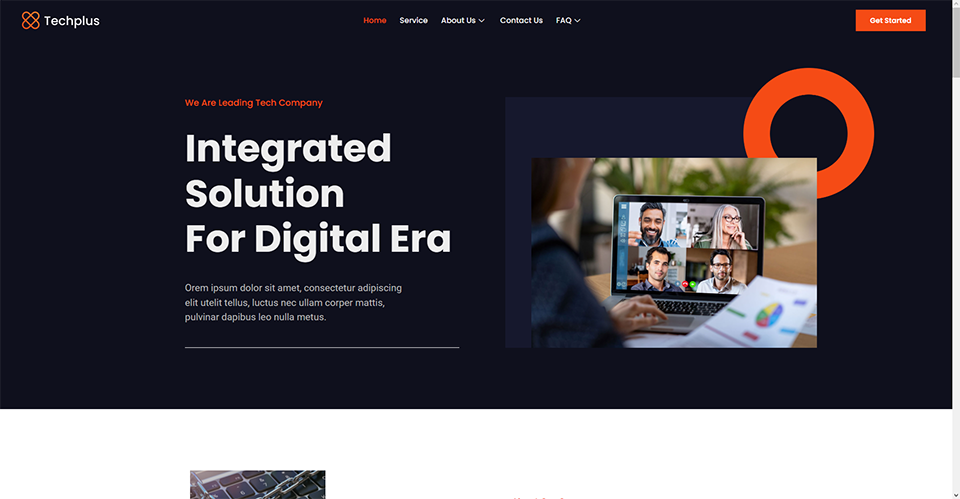 Techplus
Home
Service
About Us
Contact Us
FAQ
Get Started
We Are Leading Tech Company
Integrated
Solution
For Digital Era
Orem ipsum dolor sit amet, consectetur adipiscing
elit utelit tellus, luctus nec ullam corper mattis,
pulvinar dapibus leo nulla metus.